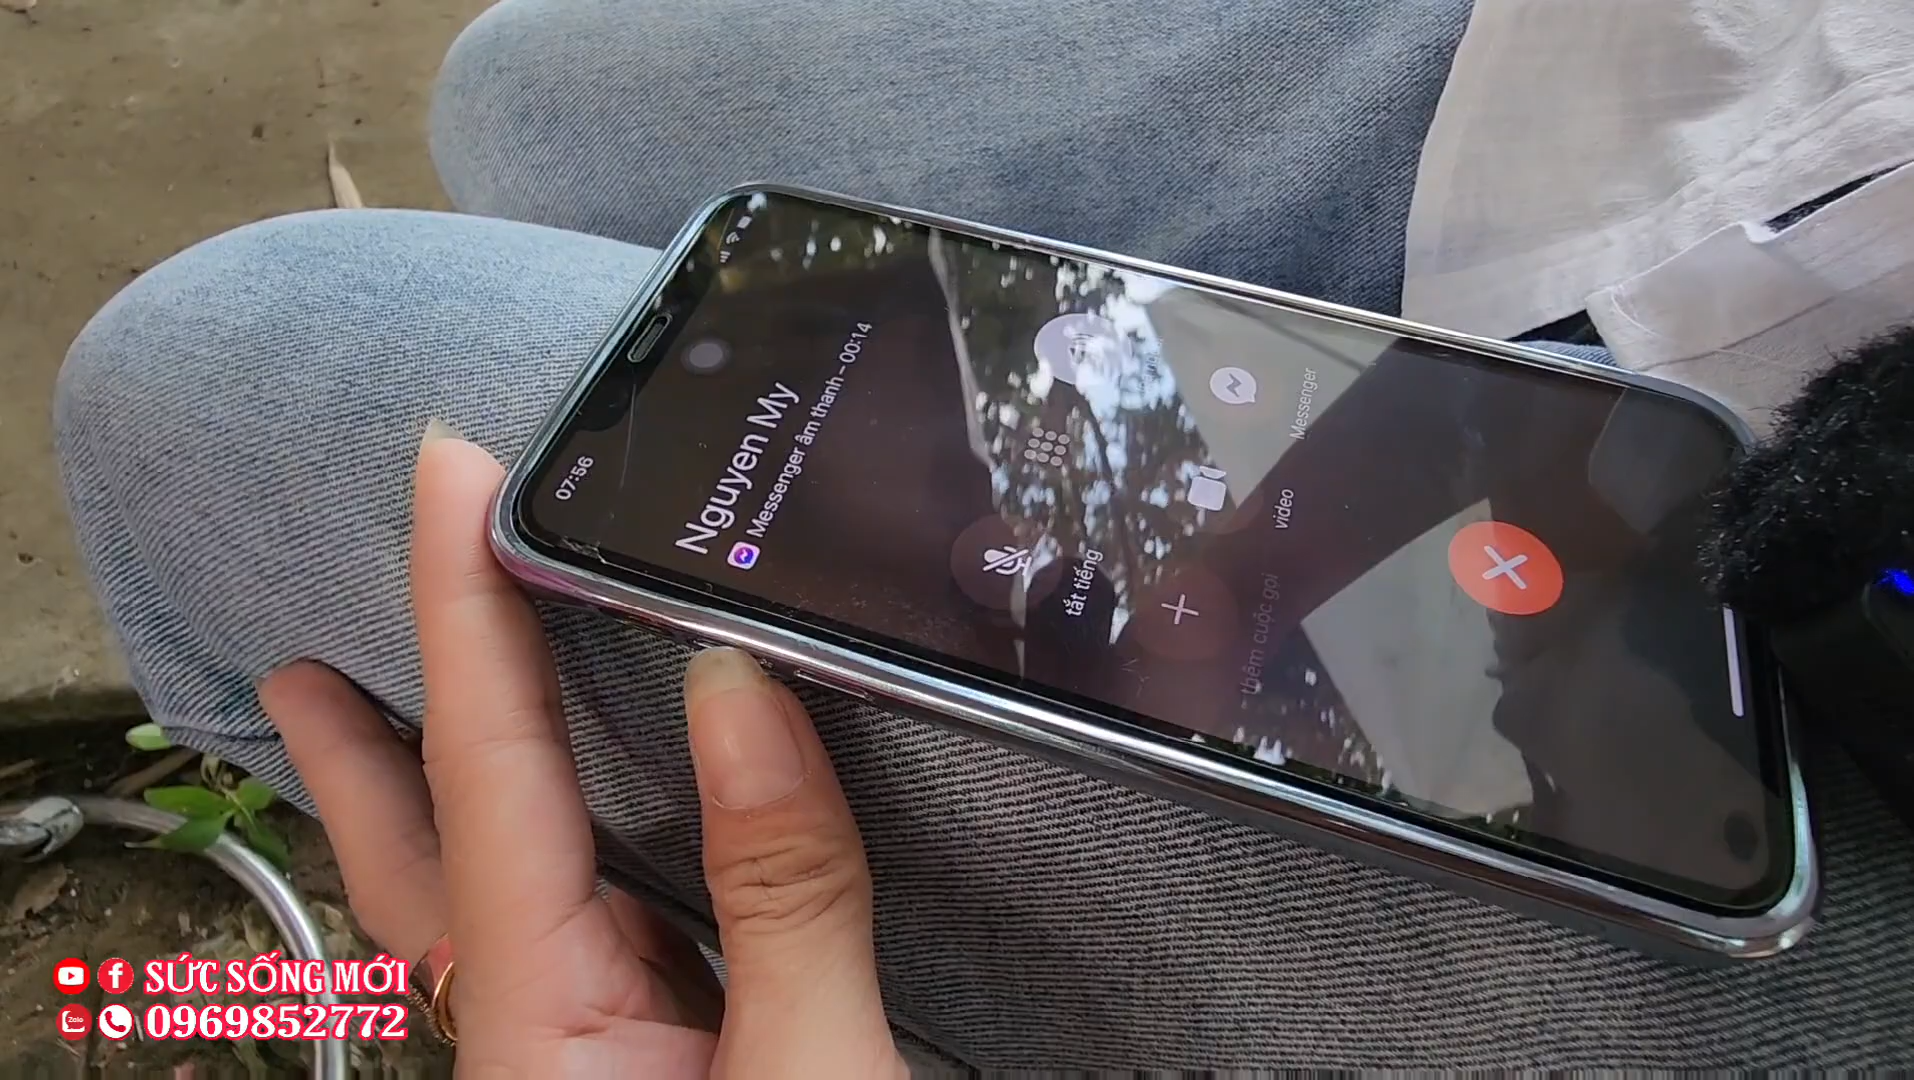 07:56
Nguyen My
Messenger âm thanh – 00:14
tắt tiếng
thêm cuộc gọi
video
Messenger
SỨC SỐNG MỚI
Zalo
0969852772